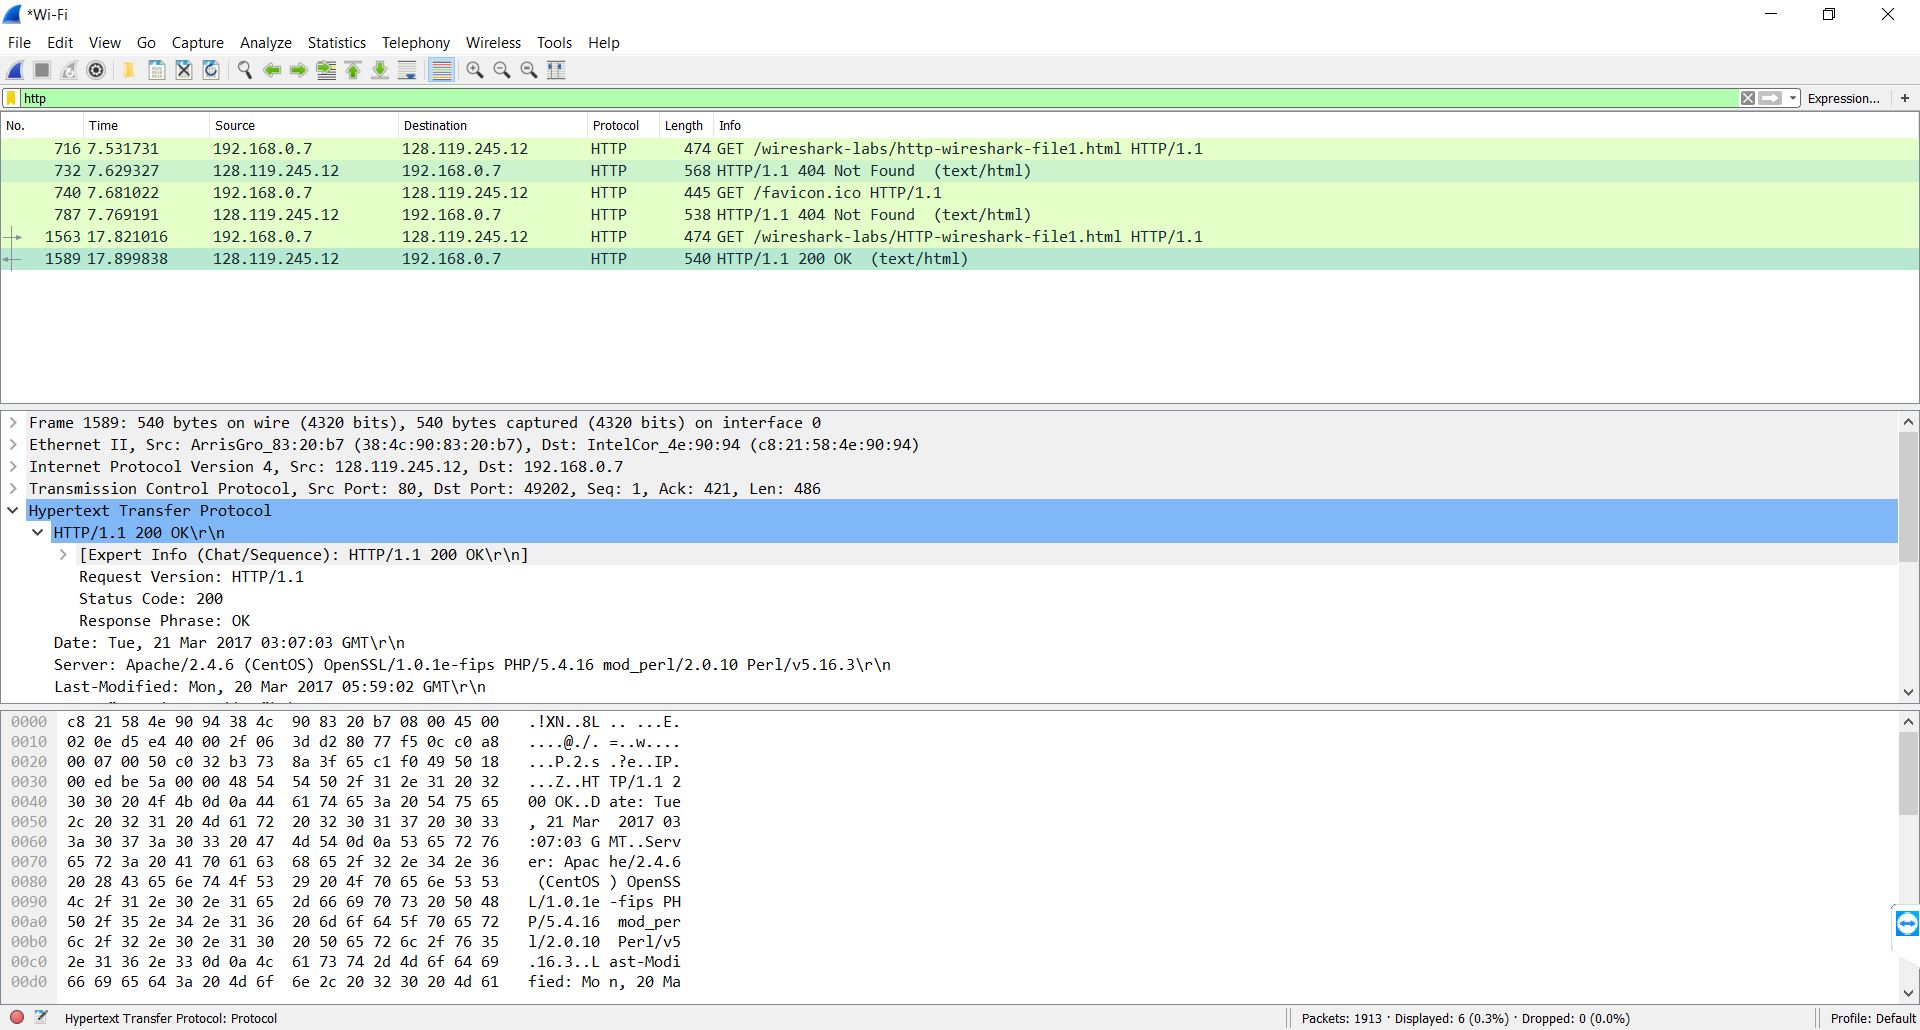 *Wi-Fi
File Edit View Go Capture Analyze Statistics Telephony Wireless Tools Help
http Expression... +
No. Time Source Destination Protocol Length Info
716 7.531731 192.168.0.7 128.119.245.12 HTTP 474 GET /wireshark-labs/http-wireshark-file1.html HTTP/1.1
732 7.629327 128.119.245.12 192.168.0.7 HTTP 568 HTTP/1.1 404 Not Found (text/html)
740 7.681022 192.168.0.7 128.119.245.12 HTTP 445 GET /favicon.ico HTTP/1.1
787 7.769191 128.119.245.12 192.168.0.7 HTTP 538 HTTP/1.1 404 Not Found (text/html)
1563 17.821016 192.168.0.7 128.119.245.12 HTTP 474 GET /wireshark-labs/HTTP-wireshark-file1.html HTTP/1.1
1589 17.899838 128.119.245.12 192.168.0.7 HTTP 540 HTTP/1.1 200 OK (text/html)
Frame 1589: 540 bytes on wire (4320 bits), 540 bytes captured (4320 bits) on interface 0
Ethernet II, Src: ArrisGro_83:20:b7 (38:4c:90:83:20:b7), Dst: IntelCor_4e:90:94 (c8:21:58:4e:90:94)
Internet Protocol Version 4, Src: 128.119.245.12, Dst: 192.168.0.7
Transmission Control Protocol, Src Port: 80, Dst Port: 49202, Seq: 1, Ack: 421, Len: 486
Hypertext Transfer Protocol
HTTP/1.1 200 OK\r\n
[Expert Info (Chat/Sequence): HTTP/1.1 200 OK\r\n]
Request Version: HTTP/1.1
Status Code: 200
Response Phrase: OK
Date: Tue, 21 Mar 2017 03:07:03 GMT\r\n
Server: Apache/2.4.6 (CentOS) OpenSSL/1.0.1e-fips PHP/5.4.16 mod_perl/2.0.10 Perl/v5.16.3\r\n
Last-Modified: Mon, 20 Mar 2017 05:59:02 GMT\r\n
0000 c8 21 58 4e 90 94 38 4c 90 83 20 b7 08 00 45 00 .!XN..8L .. ...E.
0010 02 0e d5 e4 40 00 2f 06 3d d2 80 77 f5 0c c0 a8 ....@./. =..w....
0020 00 07 00 50 c0 32 b3 73 8a 3f 65 c1 f0 49 50 18 ...P.2.s .?e..IP.
0030 00 ed be 5a 00 00 48 54 54 50 2f 31 2e 31 20 32 ...Z..HT TP/1.1 2
0040 30 30 20 4f 4b 0d 0a 44 61 74 65 3a 20 54 75 65 00 OK..D ate: Tue
0050 2c 20 32 31 20 4d 61 72 20 32 30 31 37 20 30 33 , 21 Mar 2017 03
0060 3a 30 37 3a 30 33 20 47 4d 54 0d 0a 53 65 72 76 :07:03 G MT..Serv
0070 65 72 3a 20 41 70 61 63 68 65 2f 32 2e 34 2e 36 er: Apac he/2.4.6
0080 20 28 43 65 6e 74 4f 53 29 20 4f 70 65 6e 53 53 (CentOS ) OpenSS
0090 4c 2f 31 2e 30 2e 31 65 2d 66 69 70 73 20 50 48 L/1.0.1e -fips PH
00a0 50 2f 35 2e 34 2e 31 36 20 6d 6f 64 5f 70 65 72 P/5.4.16 mod_per
00b0 6c 2f 32 2e 30 2e 31 30 20 50 65 72 6c 2f 76 35 l/2.0.10 Perl/v5
00c0 2e 31 36 2e 33 0d 0a 4c 61 73 74 2d 4d 6f 64 69 .16.3..L ast-Modi
00d0 66 69 65 64 3a 20 4d 6f 6e 2c 20 32 30 20 4d 61 fied: Mo n, 20 Ma
Hypertext Transfer Protocol: Protocol Packets: 1913 · Displayed: 6 (0.3%) · Dropped: 0 (0.0%) Profile: Default